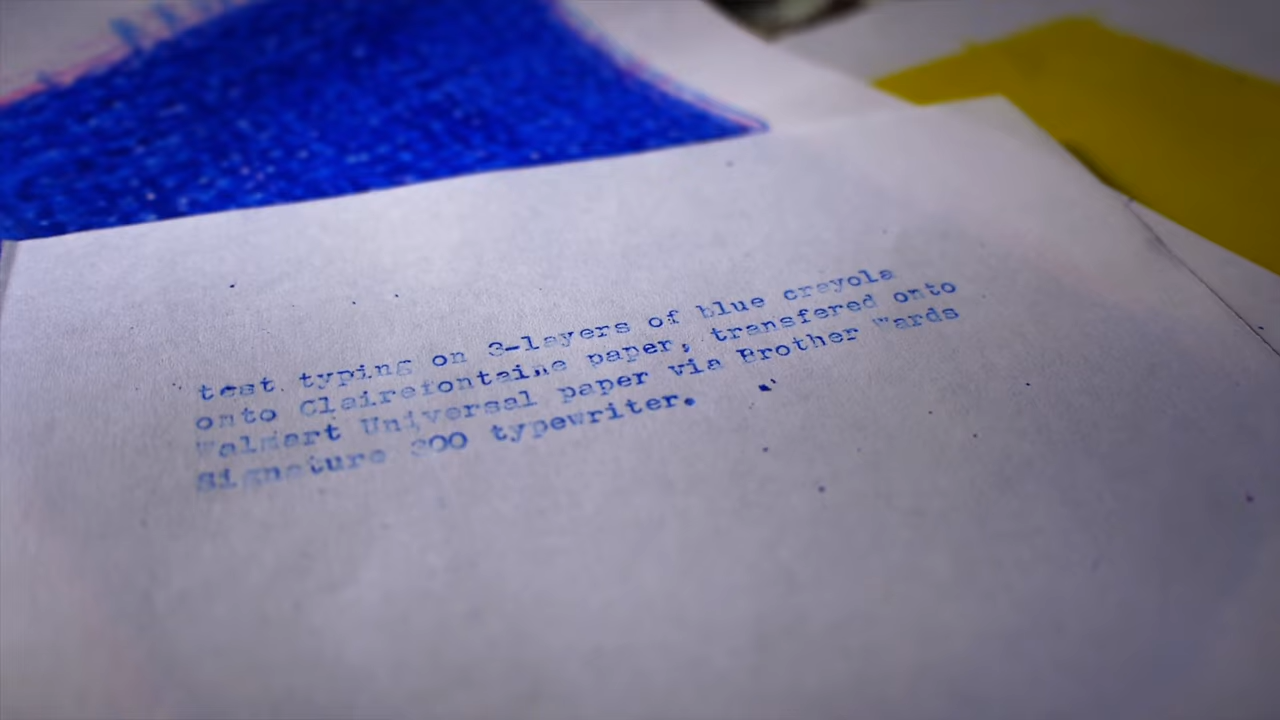 test typing on 3-layers of blue crayola
onto Clairefontaine paper, transfered onto
Walmart Universal paper via Brother Wards
Signature 300 typewriter.